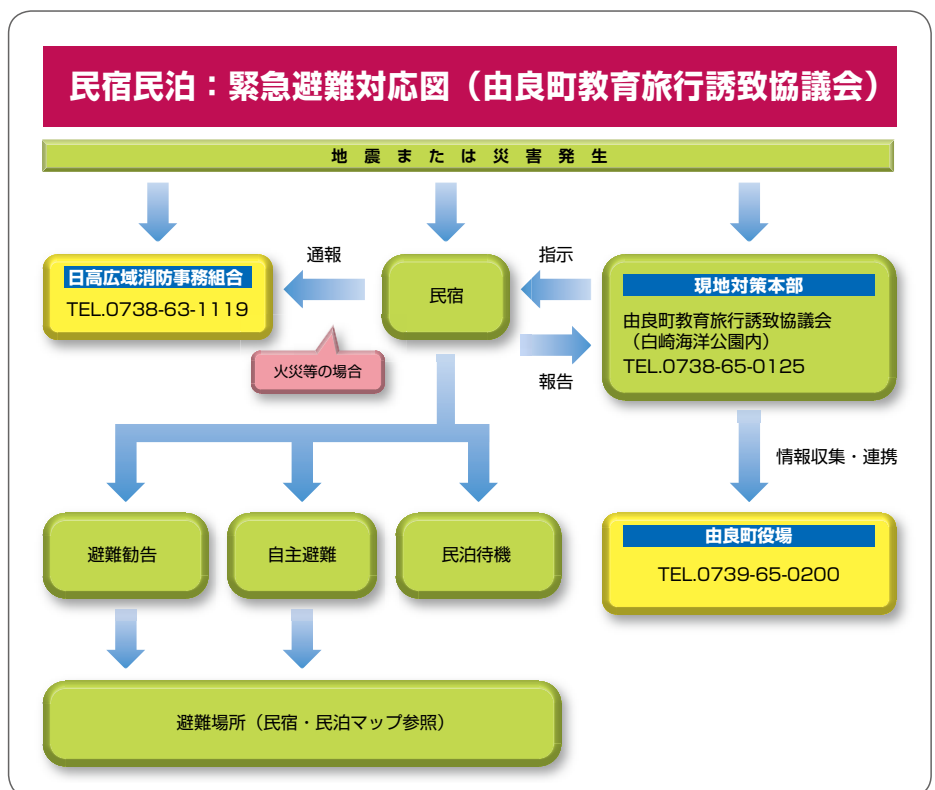 民宿民泊：緊急避難対応図（由良町教育旅行誘致協議会）
地震または災害発生
日高広域消防事務組合
TEL.0738-63-1119
通報
民宿
指示
現地対策本部
由良町教育旅行誘致協議会
（白崎海洋公園内）
TEL.0738-65-0125
火災等の場合
報告
情報収集・連携
避難勧告
自主避難
民泊待機
由良町役場
TEL.0739-65-0200
避難場所（民宿・民泊マップ参照）